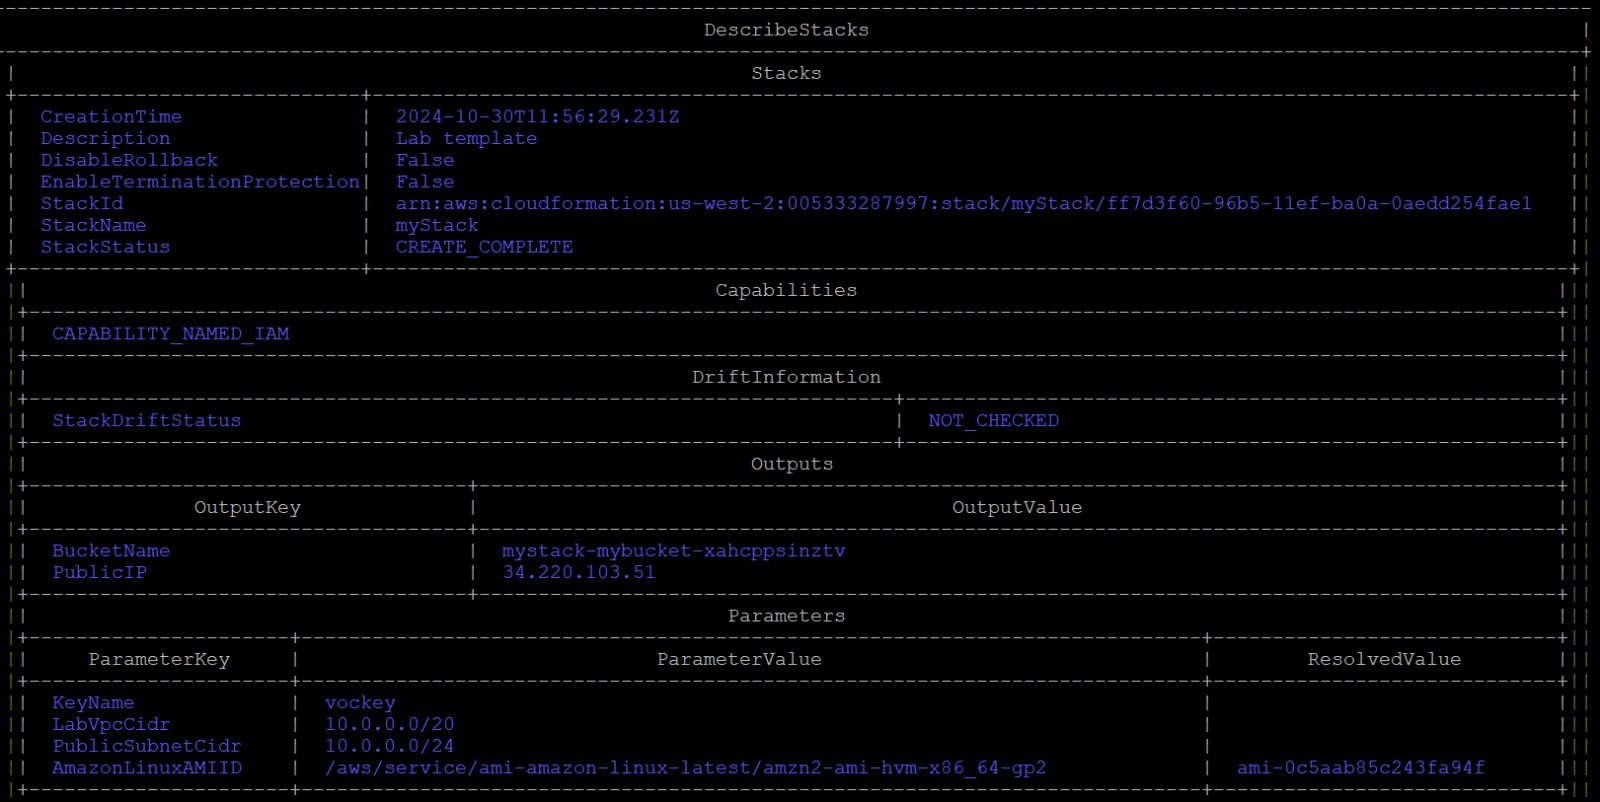 DescribeStacks
Stacks
CreationTime | 2024-10-30T11:56:29.231Z
Description | Lab template
DisableRollback | False
EnableTerminationProtection| False
StackId | arn:aws:cloudformation:us-west-2:005333287997:stack/myStack/ff7d3f60-96b5-11ef-ba0a-0aedd254fae1
StackName | myStack
StackStatus | CREATE_COMPLETE
Capabilities
CAPABILITY_NAMED_IAM
DriftInformation
StackDriftStatus | NOT_CHECKED
Outputs
OutputKey | OutputValue
BucketName | mystack-mybucket-xahcppsinztv
PublicIP | 34.220.103.51
Parameters
ParameterKey | ParameterValue | ResolvedValue
KeyName | vockey |
LabVpcCidr | 10.0.0.0/20 |
PublicSubnetCidr | 10.0.0.0/24 |
AmazonLinuxAMIID | /aws/service/ami-amazon-linux-latest/amzn2-ami-hvm-x86_64-gp2 | ami-0c5aab85c243fa94f